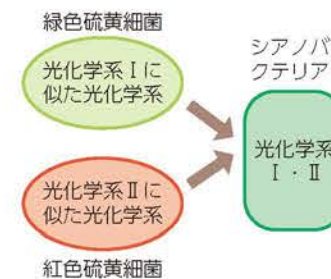 緑色硫黄細菌
光化学系Ⅰに
似た光化学系
シアノバ
クテリア
光化学系
Ⅰ・Ⅱ
光化学系Ⅱに
似た光化学系
紅色硫黄細菌